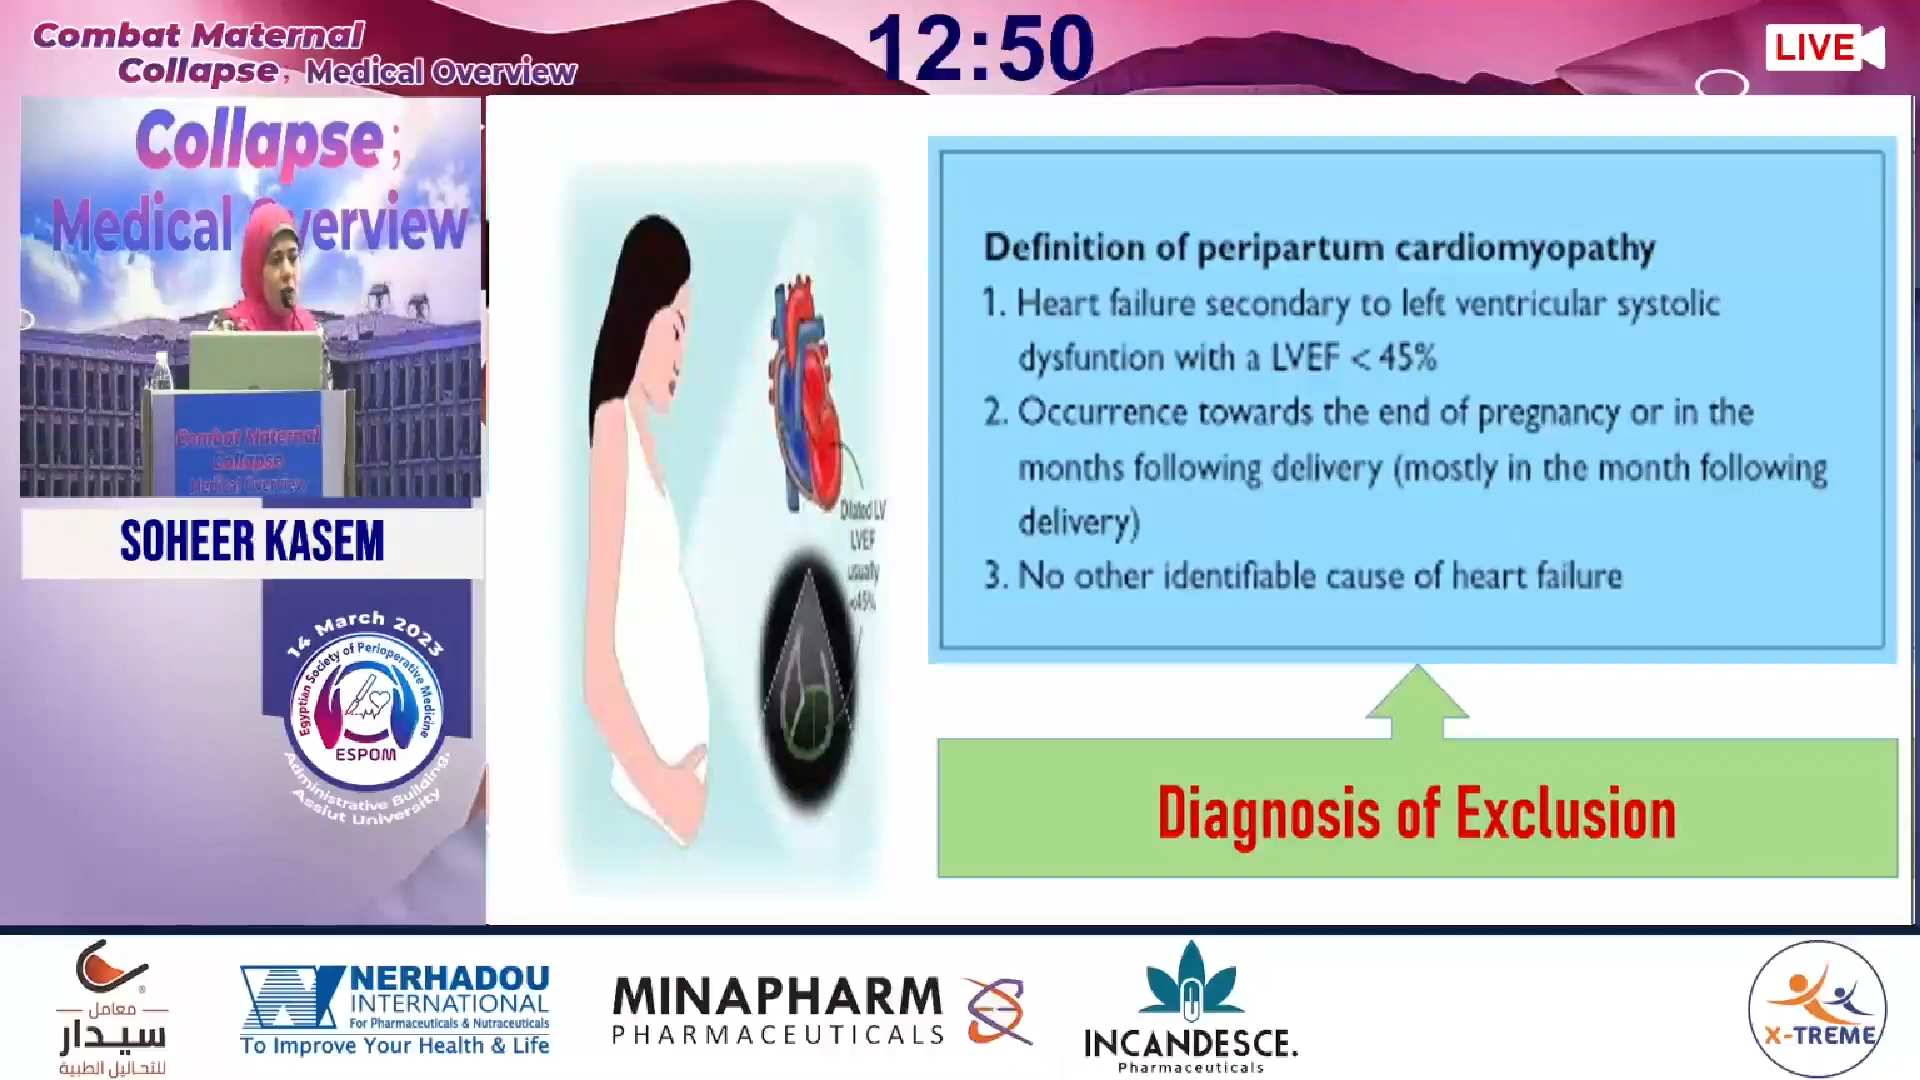 Combat Maternal
Collapse; Medical Overview
12:50
LIVE
Collapse;
Medical Overview
Combat Maternal
Collapse
Medical Overview
SOHEER KASEM
14 March 2023
Egyptian Society of Perioperative Medicine
ESPOM
Administrative Building,
Assiut University
Dilated LV
LVEF
usually
<45%
Definition of peripartum cardiomyopathy
1. Heart failure secondary to left ventricular systolic
dysfuntion with a LVEF < 45%
2. Occurrence towards the end of pregnancy or in the
months following delivery (mostly in the month following
delivery)
3. No other identifiable cause of heart failure
Diagnosis of Exclusion
معامل
سيدار
للتحاليل الطبية
NERHADOU
INTERNATIONAL
For Pharmaceuticals & Nutraceuticals
To Improve Your Health & Life
MINAPHARM
PHARMACEUTICALS
INCANDESCE.
Pharmaceuticals
X-TREME